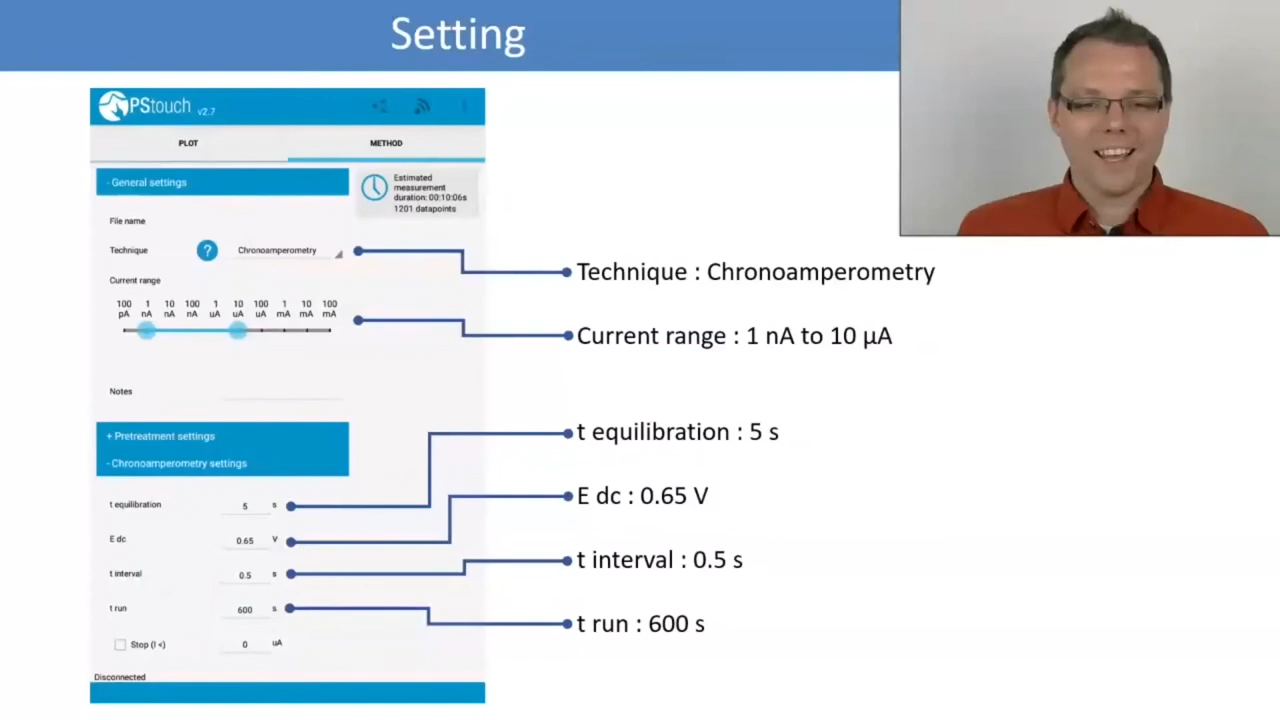 Setting
PStouch v2.7
PLOT
METHOD
- General settings
Estimated
measurement
duration: 00:10:06s
1201 datapoints
File name
Technique
?
Chronoamperometry
Technique : Chronoamperometry
Current range
100 1 10 100 1 10 100 1 10 100
pA nA nA nA uA uA uA mA mA mA
Current range : 1 nA to 10 µA
Notes
+ Pretreatment settings
- Chronoamperometry settings
t equilibration : 5 s
t equilibration 5 s
E dc : 0.65 V
E dc 0.65 V
t interval : 0.5 s
t interval 0.5 s
t run 600 s
t run : 600 s
Stop (I <) 0 uA
Disconnected